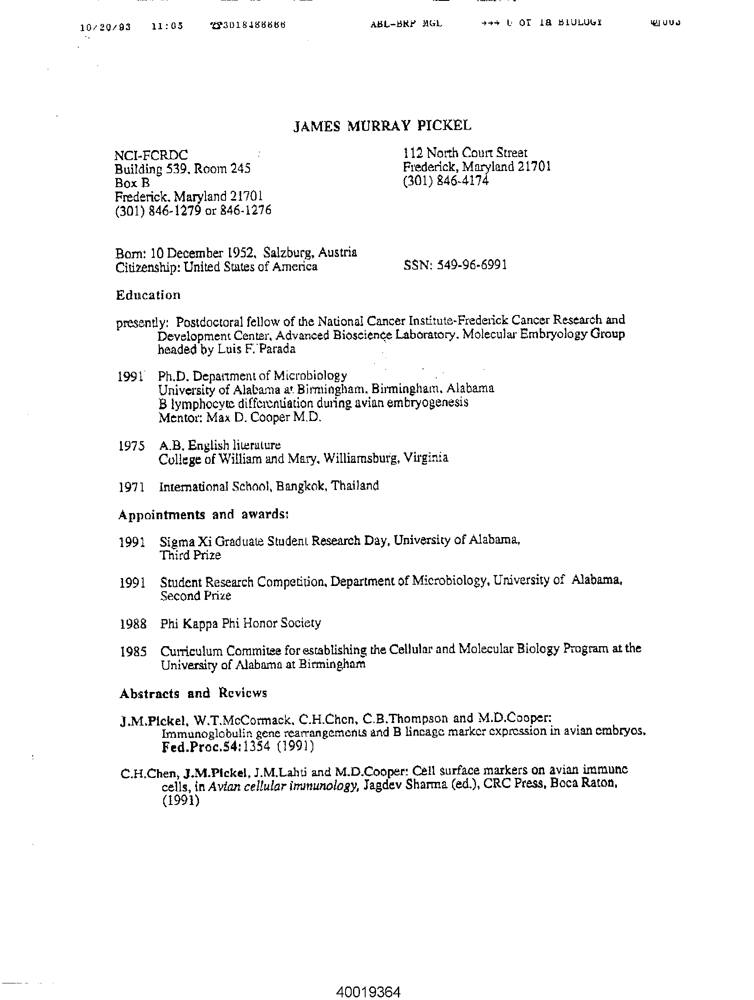 10/20/93 11:05 ☎3018488666 ABL-BRP MGL +++ U OF IA BIOLOGY
JAMES MURRAY PICKEL
NCI-FCRDC
Building 539, Room 245
Box B
Frederick, Maryland 21701
(301) 846-1279 or 846-1276
112 North Court Street
Frederick, Maryland 21701
(301) 846-4174
Born: 10 December 1952, Salzburg, Austria
Citizenship: United States of America
SSN: 549-96-6991
Education
presently: Postdoctoral fellow of the National Cancer Institute-Frederick Cancer Research and
Development Center, Advanced Bioscience Laboratory. Molecular Embryology Group
headed by Luis F. Parada
1991 Ph.D. Department of Microbiology
University of Alabama at Birmingham, Birmingham, Alabama
B lymphocyte differentiation during avian embryogenesis
Mentor: Max D. Cooper M.D.
1975 A.B. English literature
College of William and Mary, Williamsburg, Virginia
1971 International School, Bangkok, Thailand
Appointments and awards:
1991 Sigma Xi Graduate Student Research Day, University of Alabama,
Third Prize
1991 Student Research Competition, Department of Microbiology, University of Alabama,
Second Prize
1988 Phi Kappa Phi Honor Society
1985 Curriculum Commitee for establishing the Cellular and Molecular Biology Program at the
University of Alabama at Birmingham
Abstracts and Reviews
J.M.Pickel, W.T.McCormack, C.H.Chen, C.B.Thompson and M.D.Cooper:
Immunoglobulin gene rearrangements and B lineage marker expression in avian embryos.
Fed.Proc.54:1354 (1991)
C.H.Chen, J.M.Pickel, J.M.Lahti and M.D.Cooper: Cell surface markers on avian immune
cells, in Avian cellular immunology, Jagdev Sharma (ed.), CRC Press, Boca Raton,
(1991)
40019364